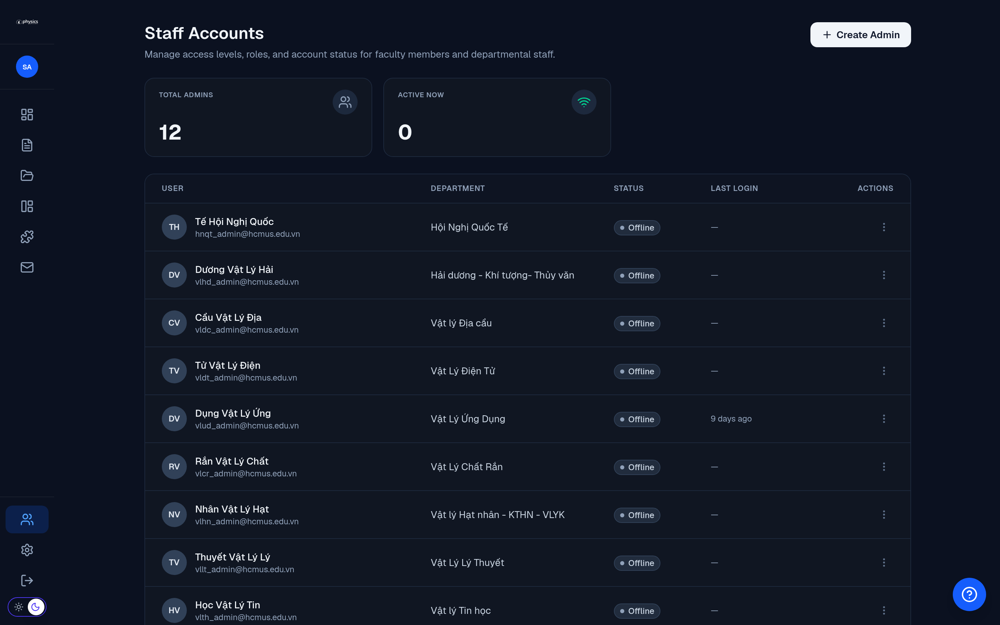 physics
SA
Staff Accounts
Manage access levels, roles, and account status for faculty members and departmental staff.
Create Admin
TOTAL ADMINS
12
ACTIVE NOW
0
USER DEPARTMENT STATUS LAST LOGIN ACTIONS
TH Tế Hội Nghị Quốc
hnqt_admin@hcmus.edu.vn
Hội Nghị Quốc Tế Offline —
DV Dương Vật Lý Hải
vlhd_admin@hcmus.edu.vn
Hải dương - Khí tượng- Thủy văn Offline —
CV Cầu Vật Lý Địa
vldc_admin@hcmus.edu.vn
Vật lý Địa cầu Offline —
TV Tử Vật Lý Điện
vldt_admin@hcmus.edu.vn
Vật Lý Điện Tử Offline —
DV Dụng Vật Lý Ứng
vlud_admin@hcmus.edu.vn
Vật Lý Ứng Dụng Offline 9 days ago
RV Rắn Vật Lý Chất
vlcr_admin@hcmus.edu.vn
Vật Lý Chất Rắn Offline —
NV Nhân Vật Lý Hạt
vlhn_admin@hcmus.edu.vn
Vật lý Hạt nhân - KTHN - VLYK Offline —
TV Thuyết Vật Lý Lý
vllt_admin@hcmus.edu.vn
Vật Lý Lý Thuyết Offline —
HV Học Vật Lý Tin
vlth_admin@hcmus.edu.vn
Vật lý Tin học Offline —